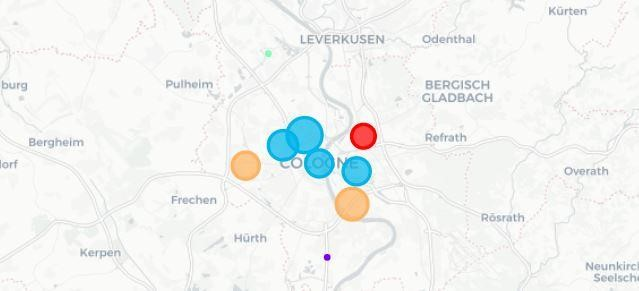 Kürten
LEVERKUSEN
Odenthal
Pulheim
BERGISCH
GLADBACH
burg
Bergheim
Refrath
dorf
COLOGNE
Overath
Frechen
Rösrath
Hürth
Kerpen
Neunkirch
Seelsche